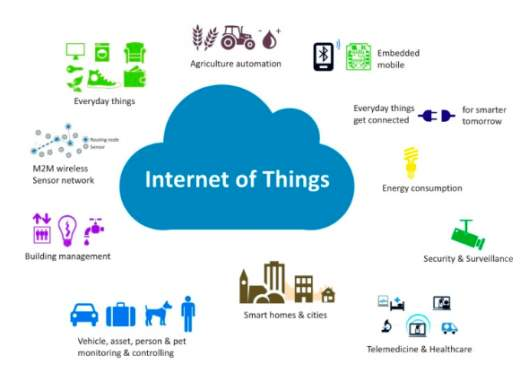 Agriculture automation
Embedded
mobile
Everyday things
Everyday things
get connected
for smarter
tomorrow
Routing node
Sensor
M2M wireless
Sensor network
Internet of Things
Energy consumption
Building management
Security & Surveillance
Smart homes & cities
Vehicle, asset, person & pet
monitoring & controlling
Telemedicine & Healthcare